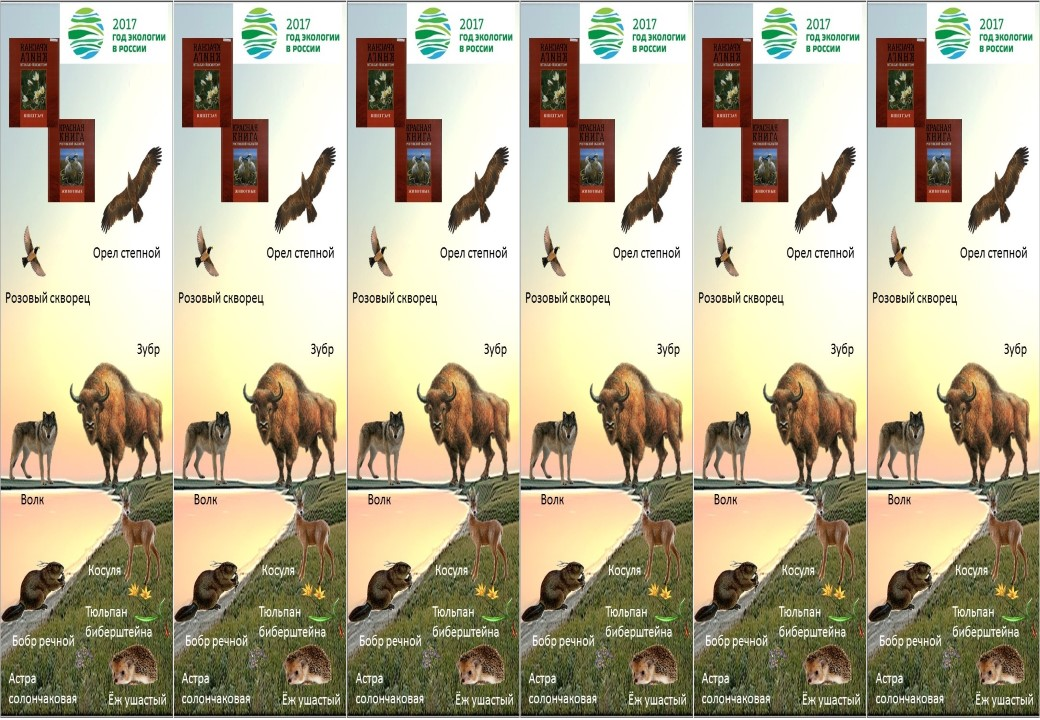 2017
ГОД ЭКОЛОГИИ
В РОССИИ
КРАСНАЯ
КНИГА
ЖИВОТНЫЕ
Орел степной
Розовый скворец
Зубр
Волк
Косуля
Тюльпан
биберштейна
Бобр речной
Астра
солончаковая
Ёж ушастый
2017
ГОД ЭКОЛОГИИ
В РОССИИ
КРАСНАЯ
КНИГА
ЖИВОТНЫЕ
Орел степной
Розовый скворец
Зубр
Волк
Косуля
Тюльпан
биберштейна
Бобр речной
Астра
солончаковая
Ёж ушастый
2017
ГОД ЭКОЛОГИИ
В РОССИИ
КРАСНАЯ
КНИГА
ЖИВОТНЫЕ
Орел степной
Розовый скворец
Зубр
Волк
Косуля
Тюльпан
биберштейна
Бобр речной
Астра
солончаковая
Ёж ушастый
2017
ГОД ЭКОЛОГИИ
В РОССИИ
КРАСНАЯ
КНИГА
ЖИВОТНЫЕ
Орел степной
Розовый скворец
Зубр
Волк
Косуля
Тюльпан
биберштейна
Бобр речной
Астра
солончаковая
Ёж ушастый
2017
ГОД ЭКОЛОГИИ
В РОССИИ
КРАСНАЯ
КНИГА
ЖИВОТНЫЕ
Орел степной
Розовый скворец
Зубр
Волк
Косуля
Тюльпан
биберштейна
Бобр речной
Астра
солончаковая
Ёж ушастый
2017
ГОД ЭКОЛОГИИ
В РОССИИ
КРАСНАЯ
КНИГА
ЖИВОТНЫЕ
Орел степной
Розовый скворец
Зубр
Волк
Косуля
Тюльпан
биберштейна
Бобр речной
Астра
солончаковая
Ёж ушастый